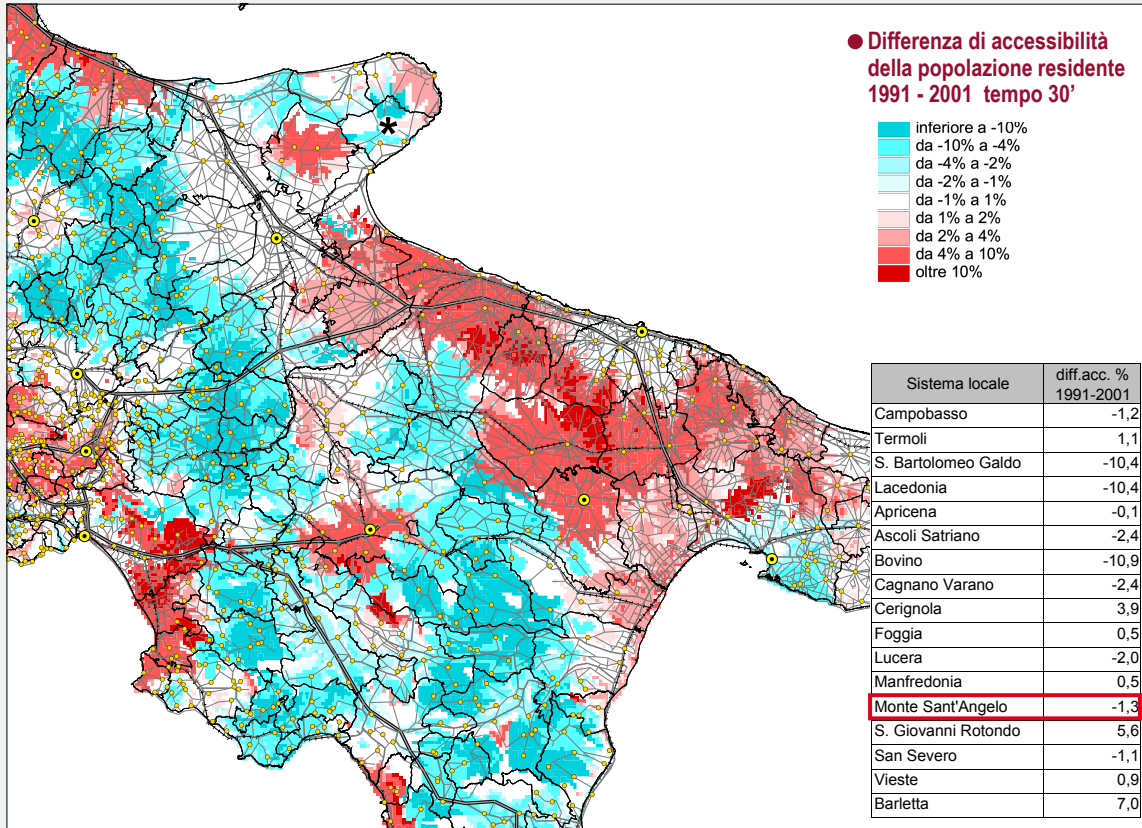 Differenza di accessibilità
della popolazione residente
1991 - 2001 tempo 30’
inferiore a -10%
da -10% a -4%
da -4% a -2%
da -2% a -1%
da -1% a 1%
da 1% a 2%
da 2% a 4%
da 4% a 10%
oltre 10%
*
Sistema locale diff.acc. %
1991-2001
Campobasso -1,2
Termoli 1,1
S. Bartolomeo Galdo -10,4
Lacedonia -10,4
Apricena -0,1
Ascoli Satriano -2,4
Bovino -10,9
Cagnano Varano -2,4
Cerignola 3,9
Foggia 0,5
Lucera -2,0
Manfredonia 0,5
Monte Sant'Angelo -1,3
S. Giovanni Rotondo 5,6
San Severo -1,1
Vieste 0,9
Barletta 7,0